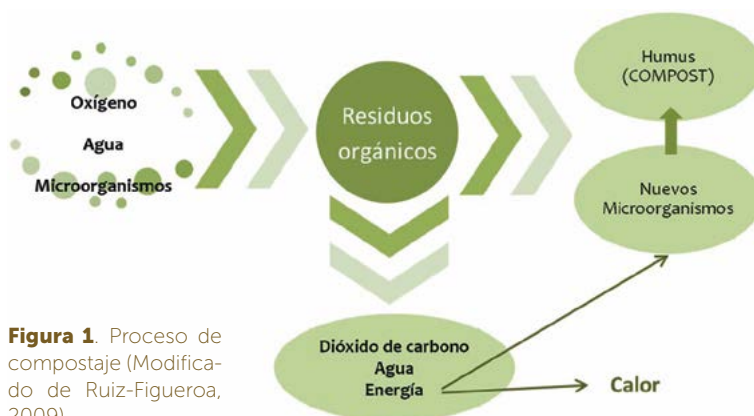 Oxígeno
Agua
Microorganismos
Residuos
orgánicos
Humus
(COMPOST)
Nuevos
Microorganismos
Dióxido de carbono
Agua
Energía
Calor
Figura 1. Proceso de
compostaje (Modifica-
do de Ruiz-Figueroa,
2009)